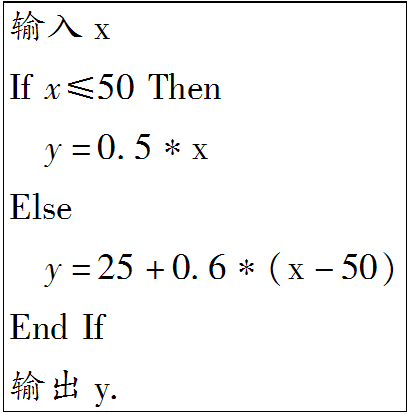 输入 x
If x≤50 Then
y=0.5*x
Else
y=25+0.6*(x-50)
End If
输出 y.